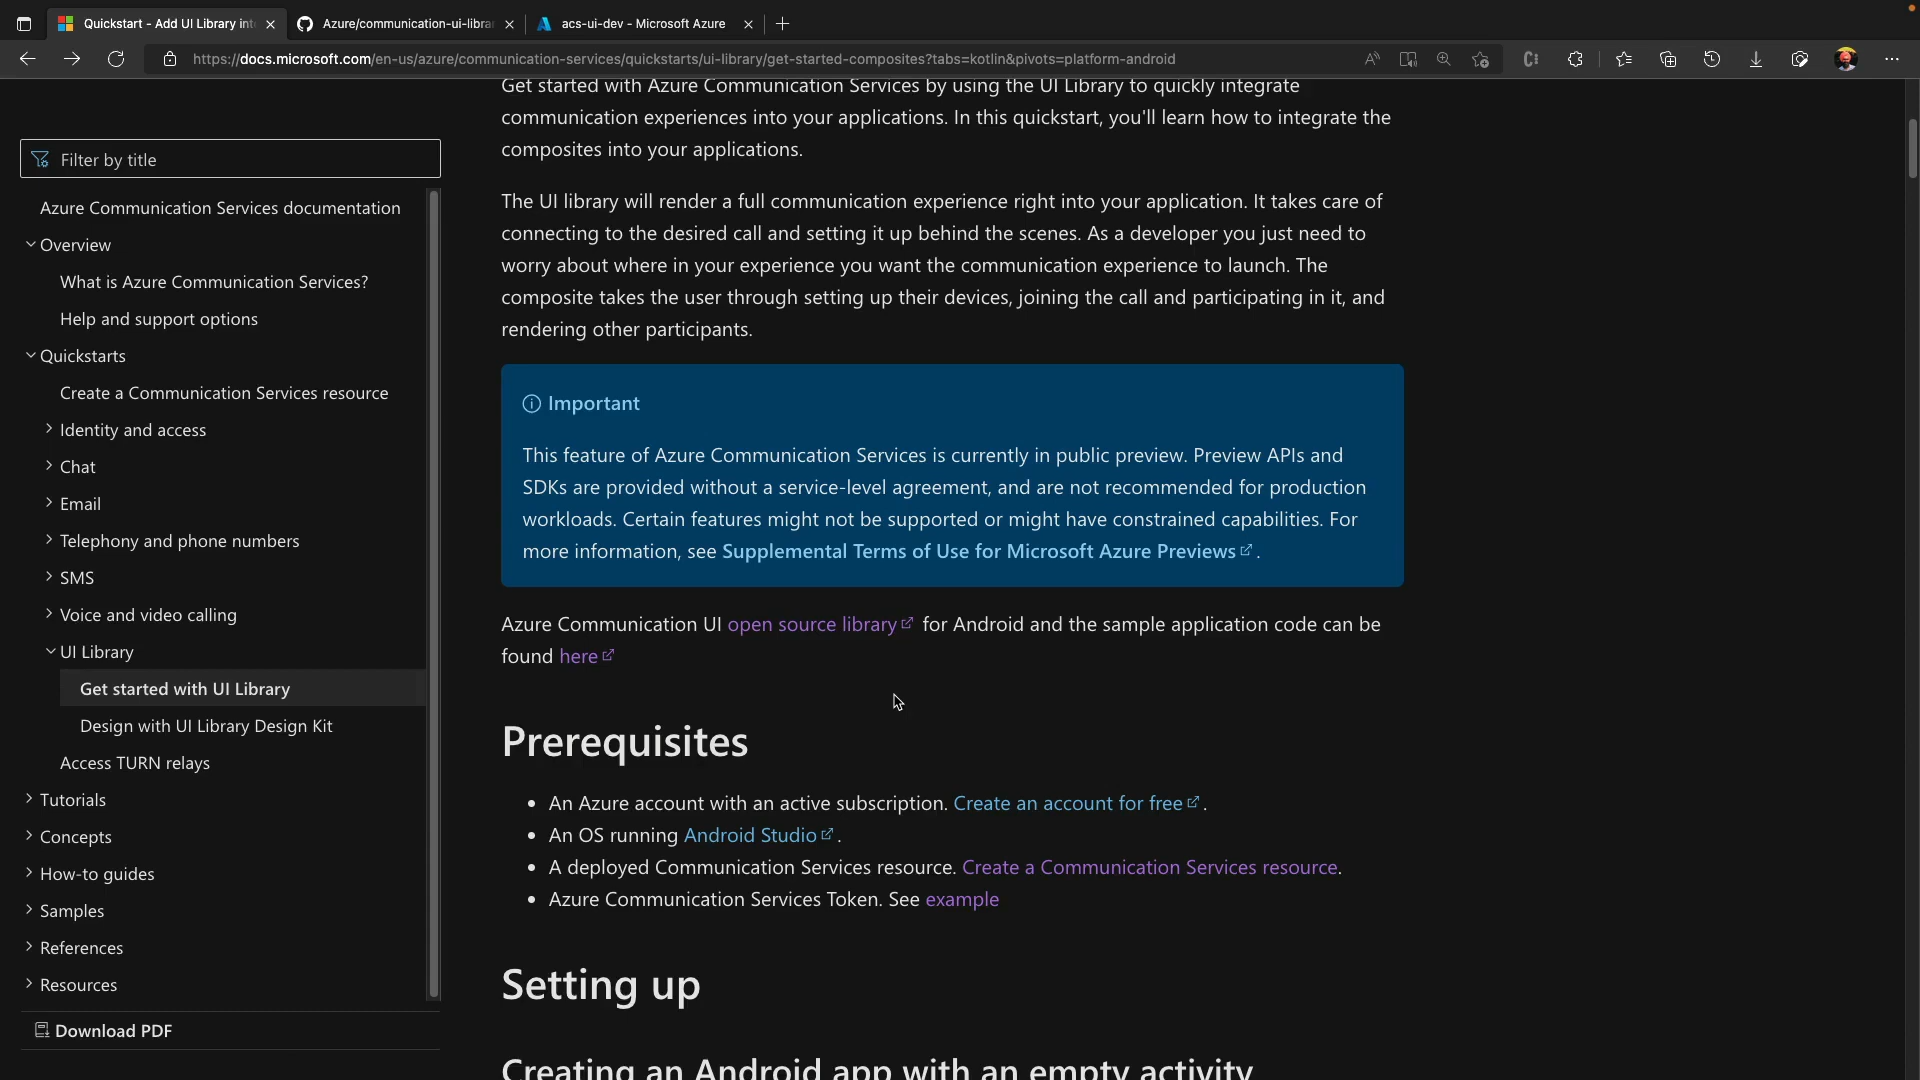 Quickstart - Add UI Library int
Azure/communication-ui-librar
acs-ui-dev - Microsoft Azure
https://docs.microsoft.com/en-us/azure/communication-services/quickstarts/ui-library/get-started-composites?tabs=kotlin&pivots=platform-android
Filter by title
Azure Communication Services documentation
Overview
What is Azure Communication Services?
Help and support options
Quickstarts
Create a Communication Services resource
Identity and access
Chat
Email
Telephony and phone numbers
SMS
Voice and video calling
UI Library
Get started with UI Library
Design with UI Library Design Kit
Access TURN relays
Tutorials
Concepts
How-to guides
Samples
References
Resources
Download PDF
Get started with Azure Communication Services by using the UI Library to quickly integrate
communication experiences into your applications. In this quickstart, you'll learn how to integrate the
composites into your applications.
The UI library will render a full communication experience right into your application. It takes care of
connecting to the desired call and setting it up behind the scenes. As a developer you just need to
worry about where in your experience you want the communication experience to launch. The
composite takes the user through setting up their devices, joining the call and participating in it, and
rendering other participants.
Important
This feature of Azure Communication Services is currently in public preview. Preview APIs and
SDKs are provided without a service-level agreement, and are not recommended for production
workloads. Certain features might not be supported or might have constrained capabilities. For
more information, see Supplemental Terms of Use for Microsoft Azure Previews.
Azure Communication UI open source library for Android and the sample application code can be
found here
Prerequisites
• An Azure account with an active subscription. Create an account for free.
• An OS running Android Studio.
• A deployed Communication Services resource. Create a Communication Services resource.
• Azure Communication Services Token. See example
Setting up
Creating an Android app with an empty activity